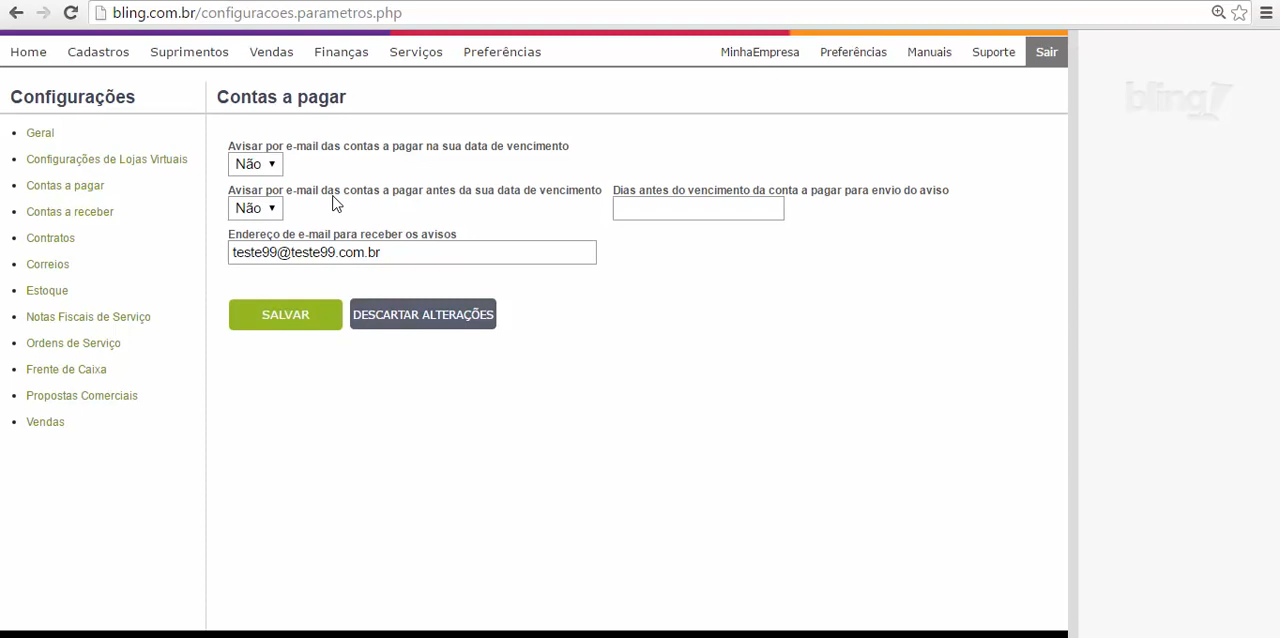 bling.com.br/configuracoes.parametros.php
Home Cadastros Suprimentos Vendas Finanças Serviços Preferências MinhaEmpresa Preferências Manuais Suporte Sair
Configurações
Geral
Configurações de Lojas Virtuais
Contas a pagar
Contas a receber
Contratos
Correios
Estoque
Notas Fiscais de Serviço
Ordens de Serviço
Frente de Caixa
Propostas Comerciais
Vendas
Contas a pagar
Avisar por e-mail das contas a pagar na sua data de vencimento
Não
Avisar por e-mail das contas a pagar antes da sua data de vencimento Dias antes do vencimento da conta a pagar para envio do aviso
Não
Endereço de e-mail para receber os avisos
teste99@teste99.com.br
SALVAR DESCARTAR ALTERAÇÕES
bling